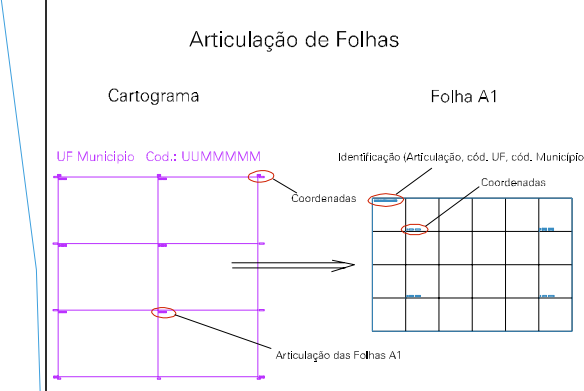 Articulação de Folhas
Cartograma
Folha A1
UF Municipio Cod.: UUMMMMM
Identificação (Articulação, cód. UF, cód. Município
Coordenadas
Coordenadas
Articulação das Folhas A1